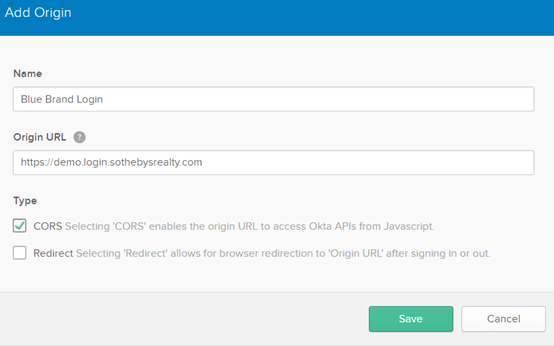 Add Origin
Name
Blue Brand Login
Origin URL ?
https://demo.login.sothebysrealty.com
Type
CORS Selecting 'CORS' enables the origin URL to access Okta APIs from Javascript.
Redirect Selecting 'Redirect' allows for browser redirection to 'Origin URL' after signing in or out.
Save Cancel